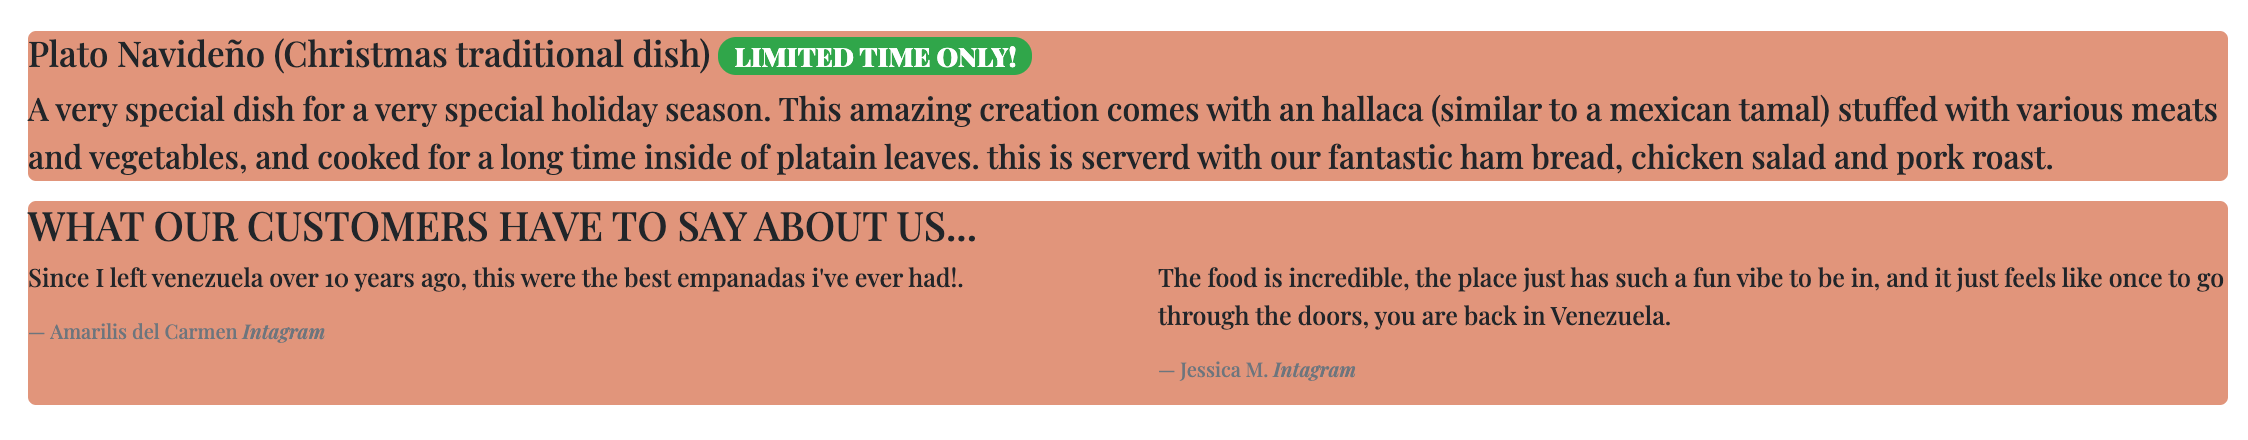 Plato Navideño (Christmas traditional dish) LIMITED TIME ONLY!
A very special dish for a very special holiday season. This amazing creation comes with an hallaca (similar to a mexican tamal) stuffed with various meats
and vegetables, and cooked for a long time inside of platain leaves. this is serverd with our fantastic ham bread, chicken salad and pork roast.
WHAT OUR CUSTOMERS HAVE TO SAY ABOUT US...
Since I left venezuela over 10 years ago, this were the best empanadas i've ever had!.
— Amarilis del Carmen Intagram
The food is incredible, the place just has such a fun vibe to be in, and it just feels like once to go
through the doors, you are back in Venezuela.
— Jessica M. Intagram